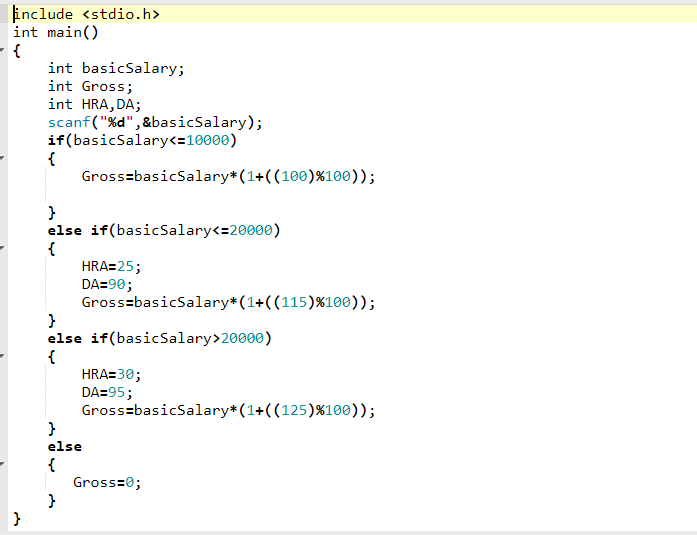 include <stdio.h>
int main()
{
    int basicSalary;
    int Gross;
    int HRA,DA;
    scanf("%d",&basicSalary);
    if(basicSalary<=10000)
    {
        Gross=basicSalary*(1+((100)%100));

    }
    else if(basicSalary<=20000)
    {
        HRA=25;
        DA=90;
        Gross=basicSalary*(1+((115)%100));
    }
    else if(basicSalary>20000)
    {
        HRA=30;
        DA=95;
        Gross=basicSalary*(1+((125)%100));
    }
    else
    {
       Gross=0;
    }
}